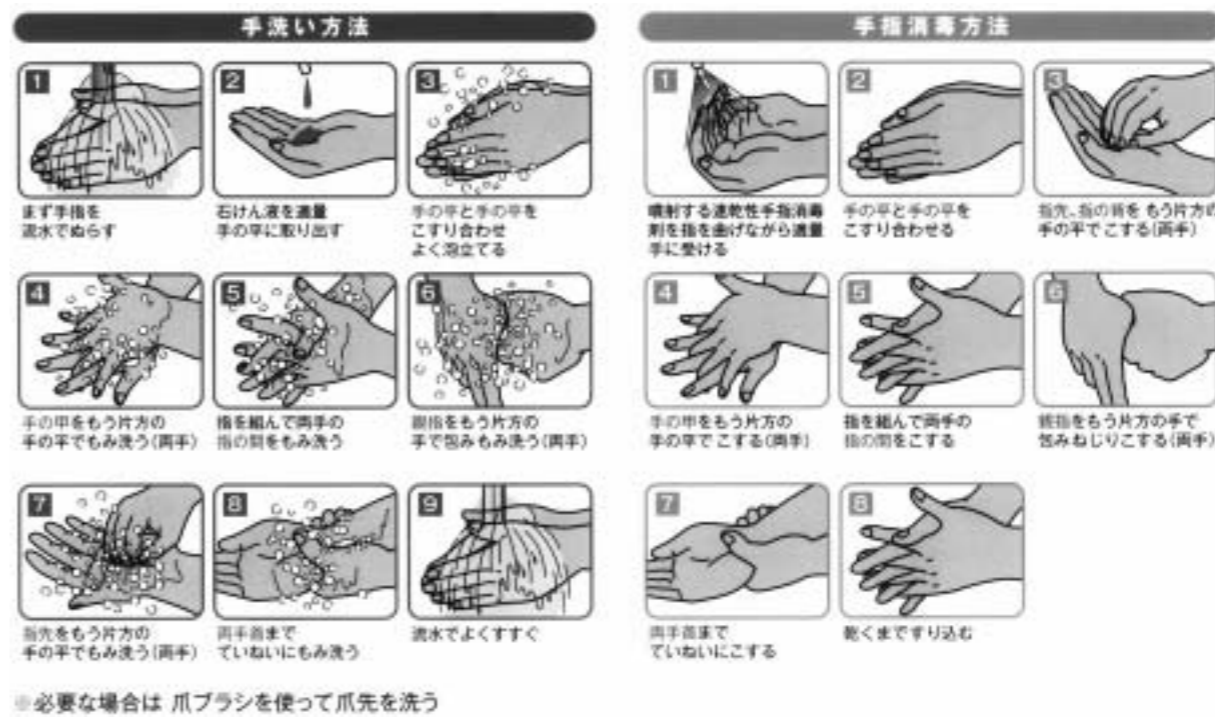 手洗い方法
1
まず手指を
流水でぬらす
2
石けん液を適量
手の平に取り出す
3
手の平と手の平を
こすり合わせ
よく泡立てる
4
手の甲をもう片方の
手の平でもみ洗う(両手)
5
指を組んで両手の
指の間をもみ洗う
6
親指をもう片方の
手で包みもみ洗う(両手)
7
指先をもう片方の
手の平でもみ洗う(両手)
8
両手首まで
ていねいにもみ洗う
9
流水でよくすすぐ
※必要な場合は 爪ブラシを使って爪先を洗う
手指消毒方法
1
噴射する速乾性手指消毒
剤を指を曲げながら適量
手に受ける
2
手の平と手の平を
こすり合わせる
3
指先、指の背を もう片方の
手の平でこする(両手)
4
手の甲をもう片方の
手の平でこする(両手)
5
指を組んで両手の
指の間をこする
6
親指をもう片方の手で
包みねじりこする(両手)
7
両手首まで
ていねいにこする
8
乾くまですり込む